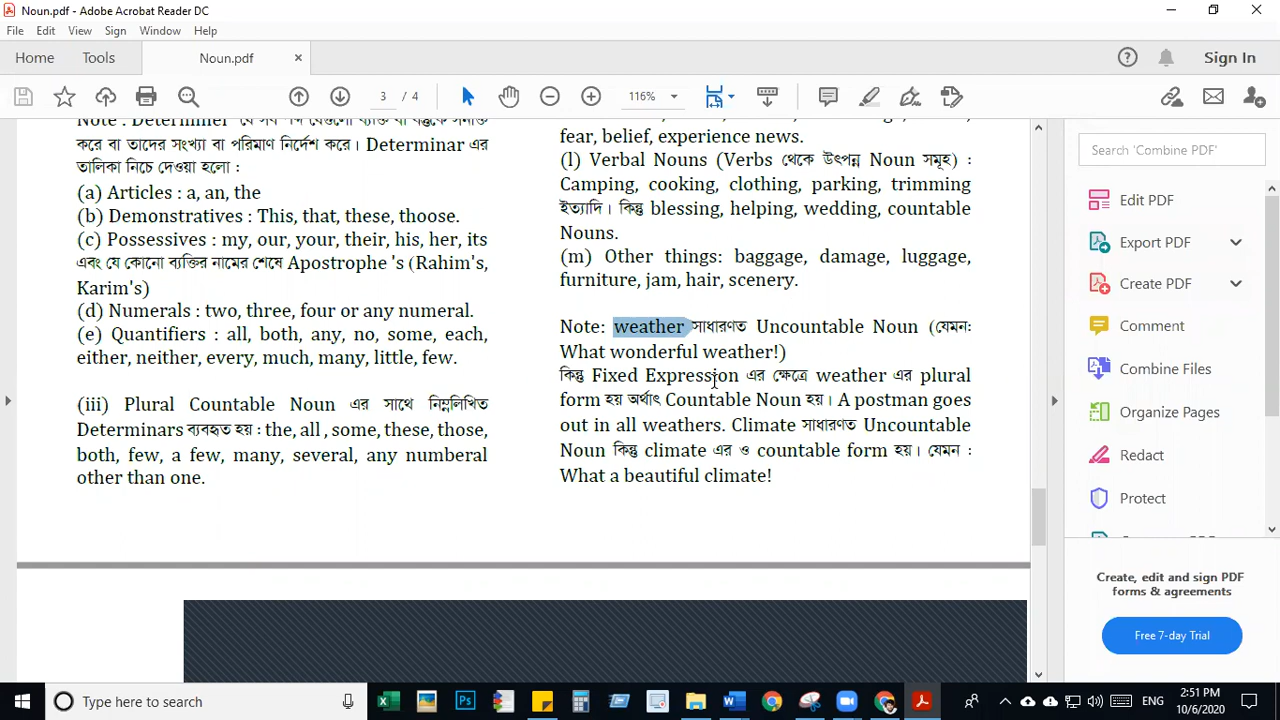 Noun.pdf - Adobe Acrobat Reader DC
File Edit View Sign Window Help
Home Tools Noun.pdf × Sign In
3 / 4 116%
Note : Determiner যে সব শব্দ যেগুলো ব্যক্তি বা বস্তুকে সনাক্ত
করে বা তাদের সংখ্যা বা পরিমাণ নির্দেশ করে। Determinar এর
তালিকা নিচে দেওয়া হলো :
(a) Articles : a, an, the
(b) Demonstratives : This, that, these, thoose.
(c) Possessives : my, our, your, their, his, her, its
এবং যে কোনো ব্যক্তির নামের শেষে Apostrophe 's (Rahim's,
Karim's)
(d) Numerals : two, three, four or any numeral.
(e) Quantifiers : all, both, any, no, some, each,
either, neither, every, much, many, little, few.
(iii) Plural Countable Noun এর সাথে নিম্নলিখিত
Determinars ব্যবহৃত হয় : the, all , some, these, those,
both, few, a few, many, several, any numberal
other than one.
fear, belief, experience news.
(l) Verbal Nouns (Verbs থেকে উৎপন্ন Noun সমূহ) :
Camping, cooking, clothing, parking, trimming
ইত্যাদি। কিন্তু blessing, helping, wedding, countable
Nouns.
(m) Other things: baggage, damage, luggage,
furniture, jam, hair, scenery.
Note: weather সাধারণত Uncountable Noun (যেমন:
What wonderful weather!)
কিন্তু Fixed Expression এর ক্ষেত্রে weather এর plural
form হয় অর্থাৎ Countable Noun হয়। A postman goes
out in all weathers. Climate সাধারণত Uncountable
Noun কিন্তু climate এর ও countable form হয়। যেমন :
What a beautiful climate!
Search 'Combine PDF'
Edit PDF
Export PDF
Create PDF
Comment
Combine Files
Organize Pages
Redact
Protect
Create, edit and sign PDF
forms & agreements
Free 7-day Trial
Type here to search
ENG
2:51 PM
10/6/2020